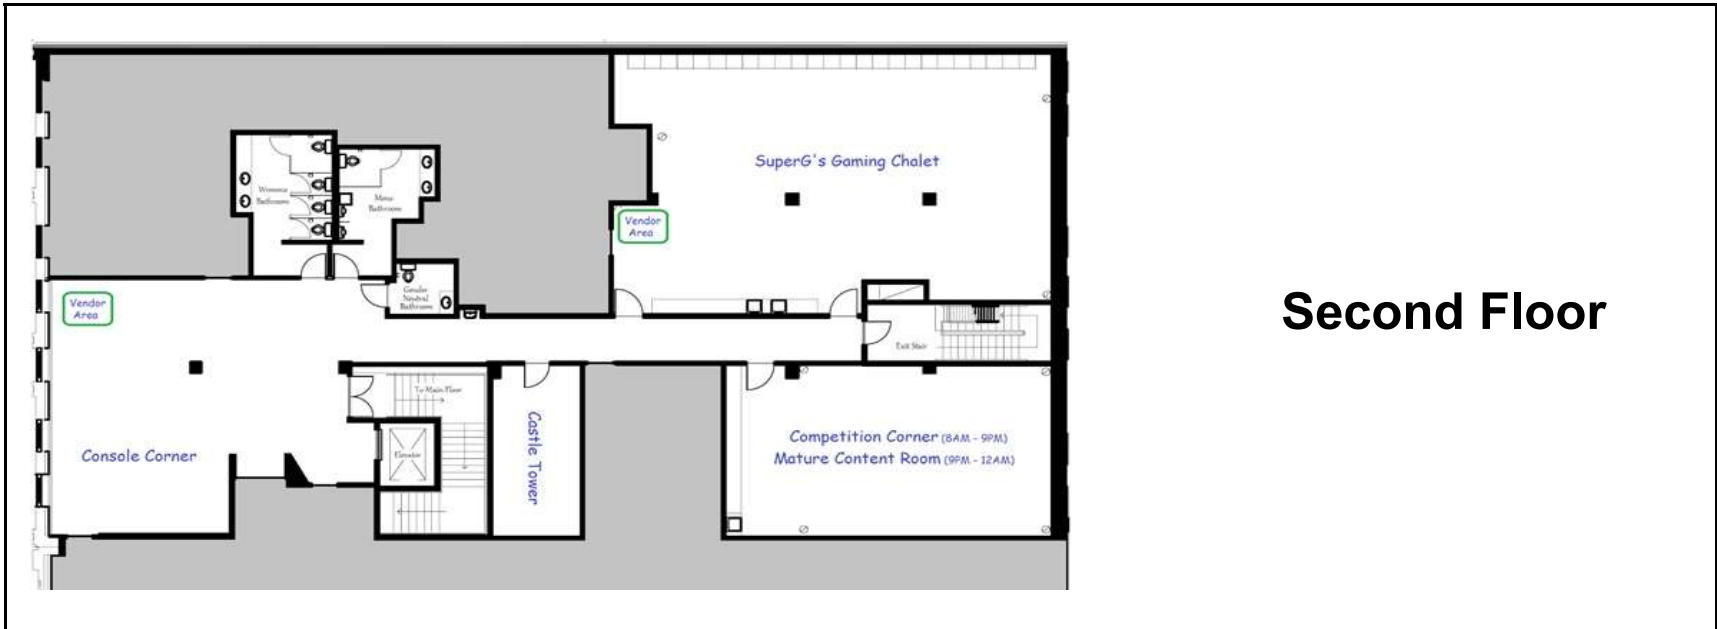 SuperG's Gaming Chalet
Womens
Bathroom
Mens
Bathroom
Vendor
Area
Gender
Neutral
Bathroom
Vendor
Area
Second Floor
Exit Stair
To Main Floor
Castle Tower
Competition Corner (8AM - 9PM)
Mature Content Room (9PM - 12AM)
Console Corner
Elevator